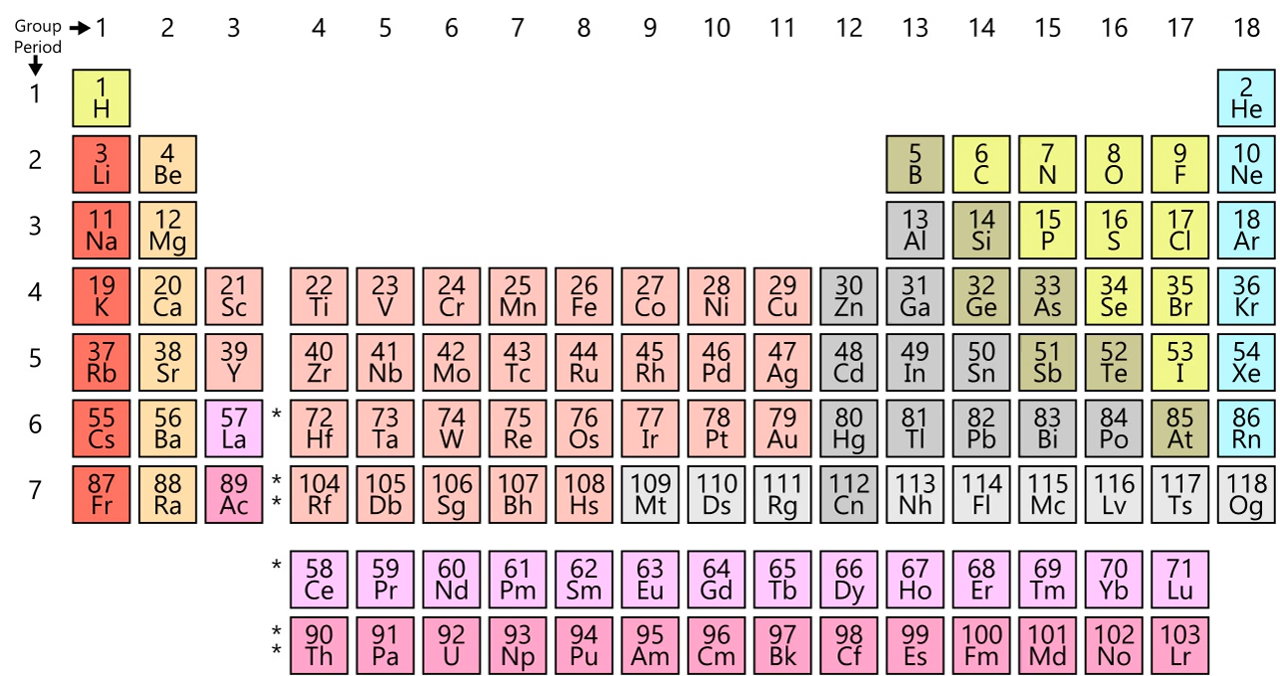 Group → 1 2 3 4 5 6 7 8 9 10 11 12 13 14 15 16 17 18
Period
↓
1 1 2
H He
2 3 4 5 6 7 8 9 10
Li Be B C N O F Ne
3 11 12 13 14 15 16 17 18
Na Mg Al Si P S Cl Ar
4 19 20 21 22 23 24 25 26 27 28 29 30 31 32 33 34 35 36
K Ca Sc Ti V Cr Mn Fe Co Ni Cu Zn Ga Ge As Se Br Kr
5 37 38 39 40 41 42 43 44 45 46 47 48 49 50 51 52 53 54
Rb Sr Y Zr Nb Mo Tc Ru Rh Pd Ag Cd In Sn Sb Te I Xe
6 55 56 57 * 72 73 74 75 76 77 78 79 80 81 82 83 84 85 86
Cs Ba La Hf Ta W Re Os Ir Pt Au Hg Tl Pb Bi Po At Rn
7 87 88 89 * 104 105 106 107 108 109 110 111 112 113 114 115 116 117 118
Fr Ra Ac * Rf Db Sg Bh Hs Mt Ds Rg Cn Nh Fl Mc Lv Ts Og
* 58 59 60 61 62 63 64 65 66 67 68 69 70 71
Ce Pr Nd Pm Sm Eu Gd Tb Dy Ho Er Tm Yb Lu
* 90 91 92 93 94 95 96 97 98 99 100 101 102 103
* Th Pa U Np Pu Am Cm Bk Cf Es Fm Md No Lr